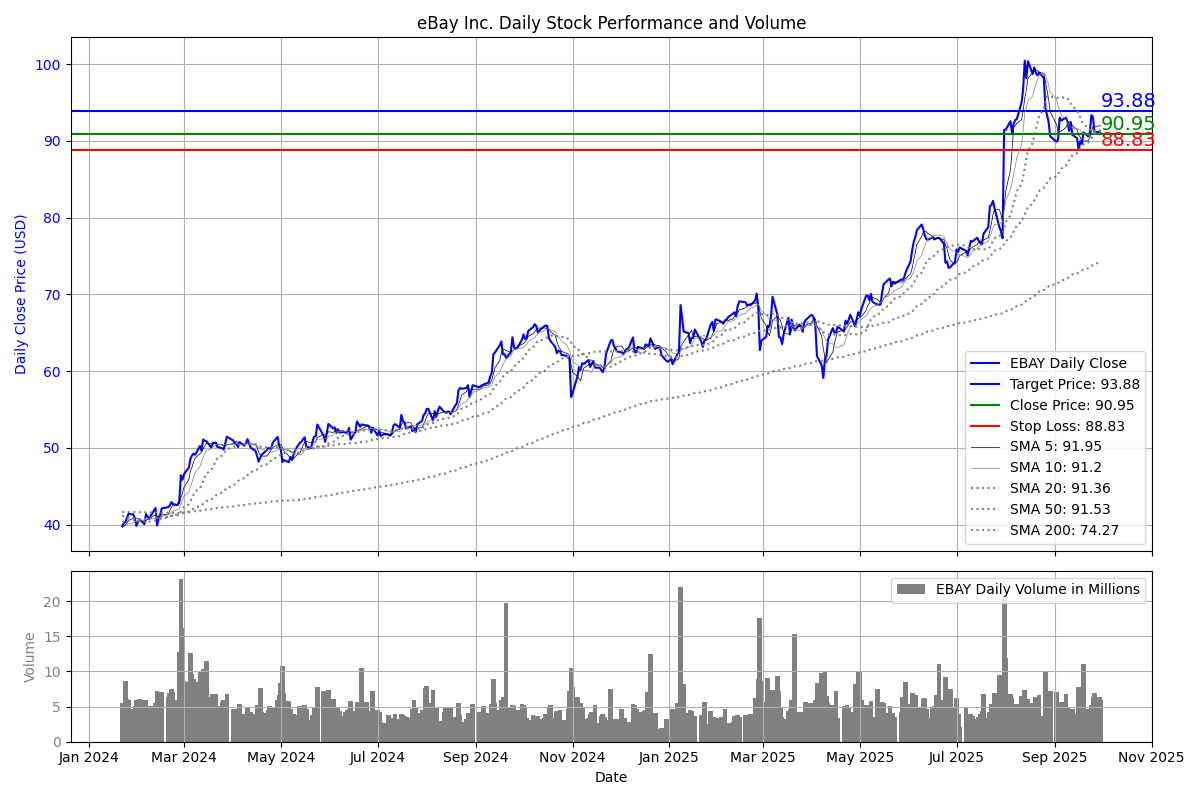 eBay Inc. Daily Stock Performance and Volume
Daily Close Price (USD)
100
90
80
70
60
50
40
93.88
90.95
88.83
EBAY Daily Close
Target Price: 93.88
Close Price: 90.95
Stop Loss: 88.83
SMA 5: 91.95
SMA 10: 91.2
SMA 20: 91.36
SMA 50: 91.53
SMA 200: 74.27
Volume
20
15
10
5
0
EBAY Daily Volume in Millions
Jan 2024 Mar 2024 May 2024 Jul 2024 Sep 2024 Nov 2024 Jan 2025 Mar 2025 May 2025 Jul 2025 Sep 2025 Nov 2025
Date